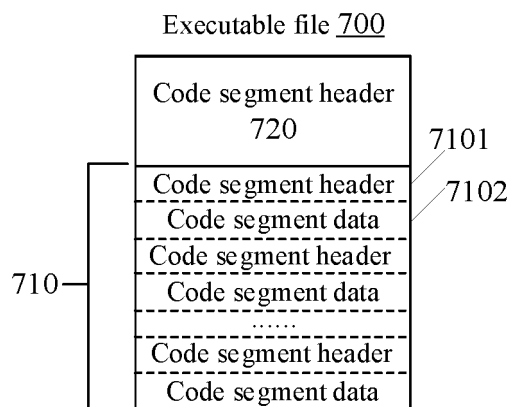 Executable file 700
Code segment header
720
7101
Code segment header
7102
Code segment data
Code segment header
710
Code segment data
......
Code segment header
Code segment data